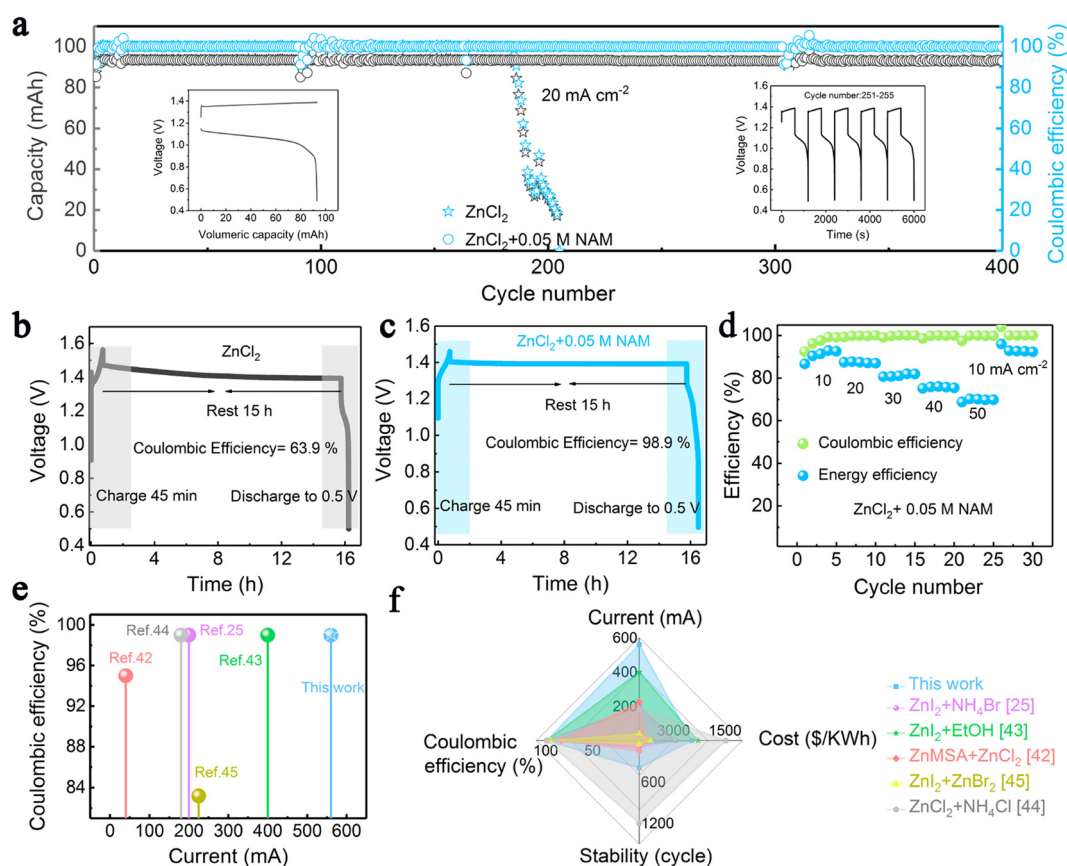 a
Capacity (mAh)
100
80
60
40
20
0
Coulombic efficiency (%)
100
80
60
40
20
0
0
100
200
300
400
Cycle number
20 mA cm-2
ZnCl2
ZnCl2+0.05 M NAM
Voltage (V)
1.4
1.2
1.0
0.8
0.6
0.4
0 20 40 60 80 100
Volumeric capacity (mAh)
Cycle number:251-255
Voltage (V)
1.4
1.2
1.0
0.8
0.6
0.4
0 2000 4000 6000
Time (s)
b
Voltage (V)
1.6
1.4
1.2
1.0
0.8
0.6
0.4
ZnCl2
Rest 15 h
Coulombic Efficiency= 63.9 %
Charge 45 min
Discharge to 0.5 V
0 4 8 12 16
Time (h)
c
Voltage (V)
1.6
1.4
1.2
1.0
0.8
0.6
0.4
ZnCl2+0.05 M NAM
Rest 15 h
Coulombic Efficiency= 98.9 %
Charge 45 min
Discharge to 0.5 V
0 4 8 12 16
Time (h)
d
Efficiency (%)
100
80
60
40
20
10
20
30
40
50
10 mA cm-2
Coulombic efficiency
Energy efficiency
ZnCl2+ 0.05 M NAM
0 5 10 15 20 25 30
Cycle number
e
Coulombic efficiency (%)
99
96
93
90
87
84
Ref.42
Ref.44
Ref.25
Ref.45
Ref.43
This work
0 100 200 300 400 500 600
Current (mA)
f
Current (mA)
600
400
200
Coulombic
efficiency (%)
100
50
3000
1500
Cost ($/KWh)
600
1200
Stability (cycle)
This work
ZnI2+NH4Br [25]
ZnI2+EtOH [43]
ZnMSA+ZnCl2 [42]
ZnI2+ZnBr2 [45]
ZnCl2+NH4Cl [44]